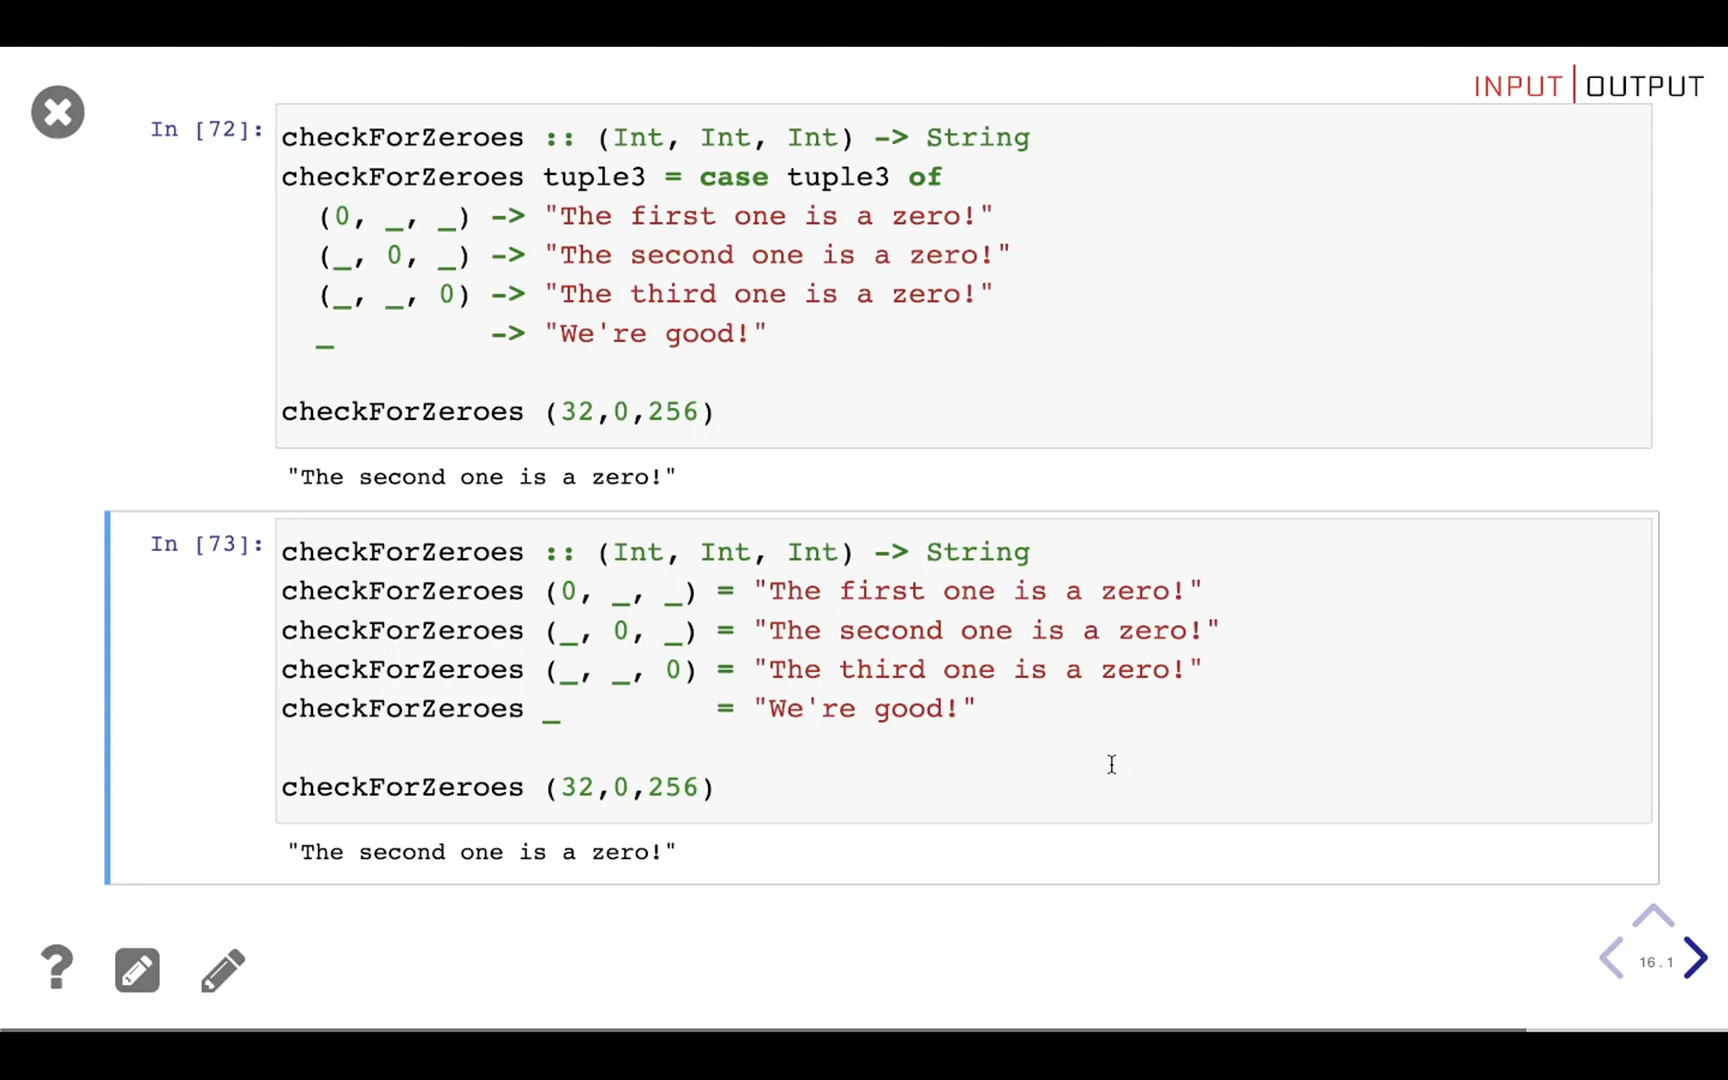 INPUT | OUTPUT
In [72]:
checkForZeroes :: (Int, Int, Int) -> String
checkForZeroes tuple3 = case tuple3 of
  (0, _, _) -> "The first one is a zero!"
  (_, 0, _) -> "The second one is a zero!"
  (_, _, 0) -> "The third one is a zero!"
  _         -> "We're good!"
checkForZeroes (32,0,256)
"The second one is a zero!"
In [73]:
checkForZeroes :: (Int, Int, Int) -> String
checkForZeroes (0, _, _) = "The first one is a zero!"
checkForZeroes (_, 0, _) = "The second one is a zero!"
checkForZeroes (_, _, 0) = "The third one is a zero!"
checkForZeroes _         = "We're good!"
checkForZeroes (32,0,256)
"The second one is a zero!"
?
16.1